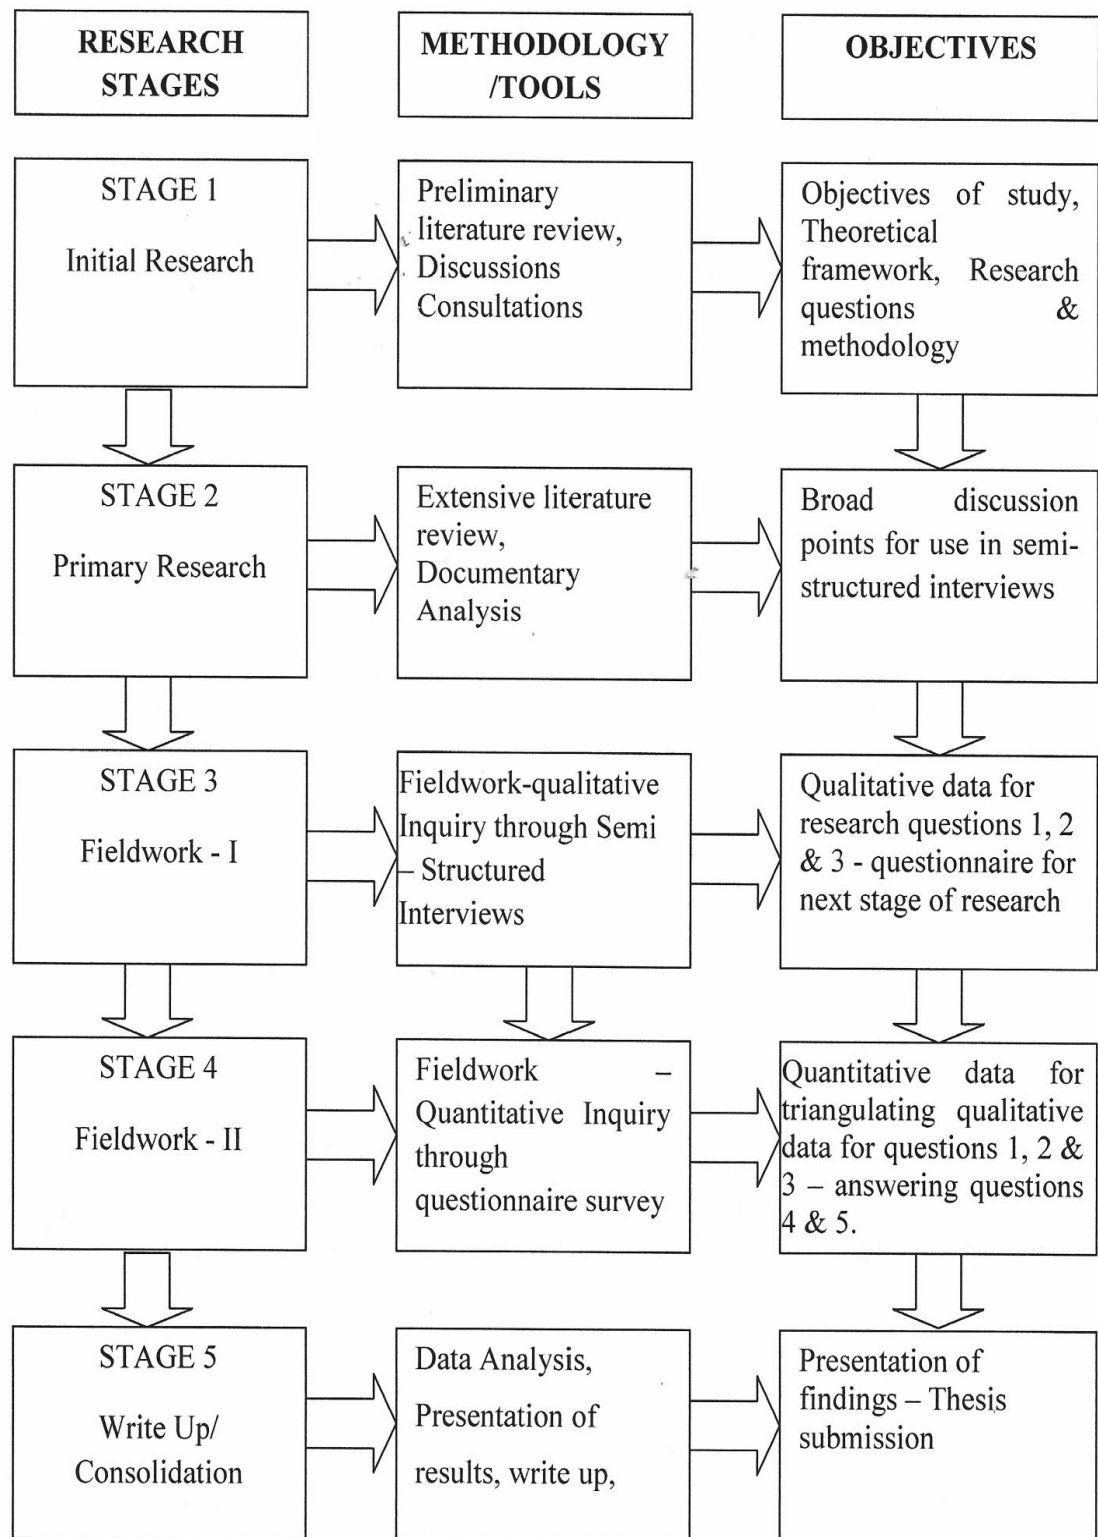 RESEARCH
STAGES
METHODOLOGY
/TOOLS
OBJECTIVES
STAGE 1
Initial Research
Preliminary
literature review,
Discussions
Consultations
Objectives of study,
Theoretical
framework, Research
questions &
methodology
STAGE 2
Primary Research
Extensive literature
review,
Documentary
Analysis
Broad discussion
points for use in semi-
structured interviews
STAGE 3
Fieldwork - I
Fieldwork-qualitative
Inquiry through Semi
– Structured
Interviews
Qualitative data for
research questions 1, 2
& 3 - questionnaire for
next stage of research
STAGE 4
Fieldwork - II
Fieldwork –
Quantitative Inquiry
through
questionnaire survey
Quantitative data for
triangulating qualitative
data for questions 1, 2 &
3 – answering questions
4 & 5.
STAGE 5
Write Up/
Consolidation
Data Analysis,
Presentation of
results, write up,
Presentation of
findings – Thesis
submission